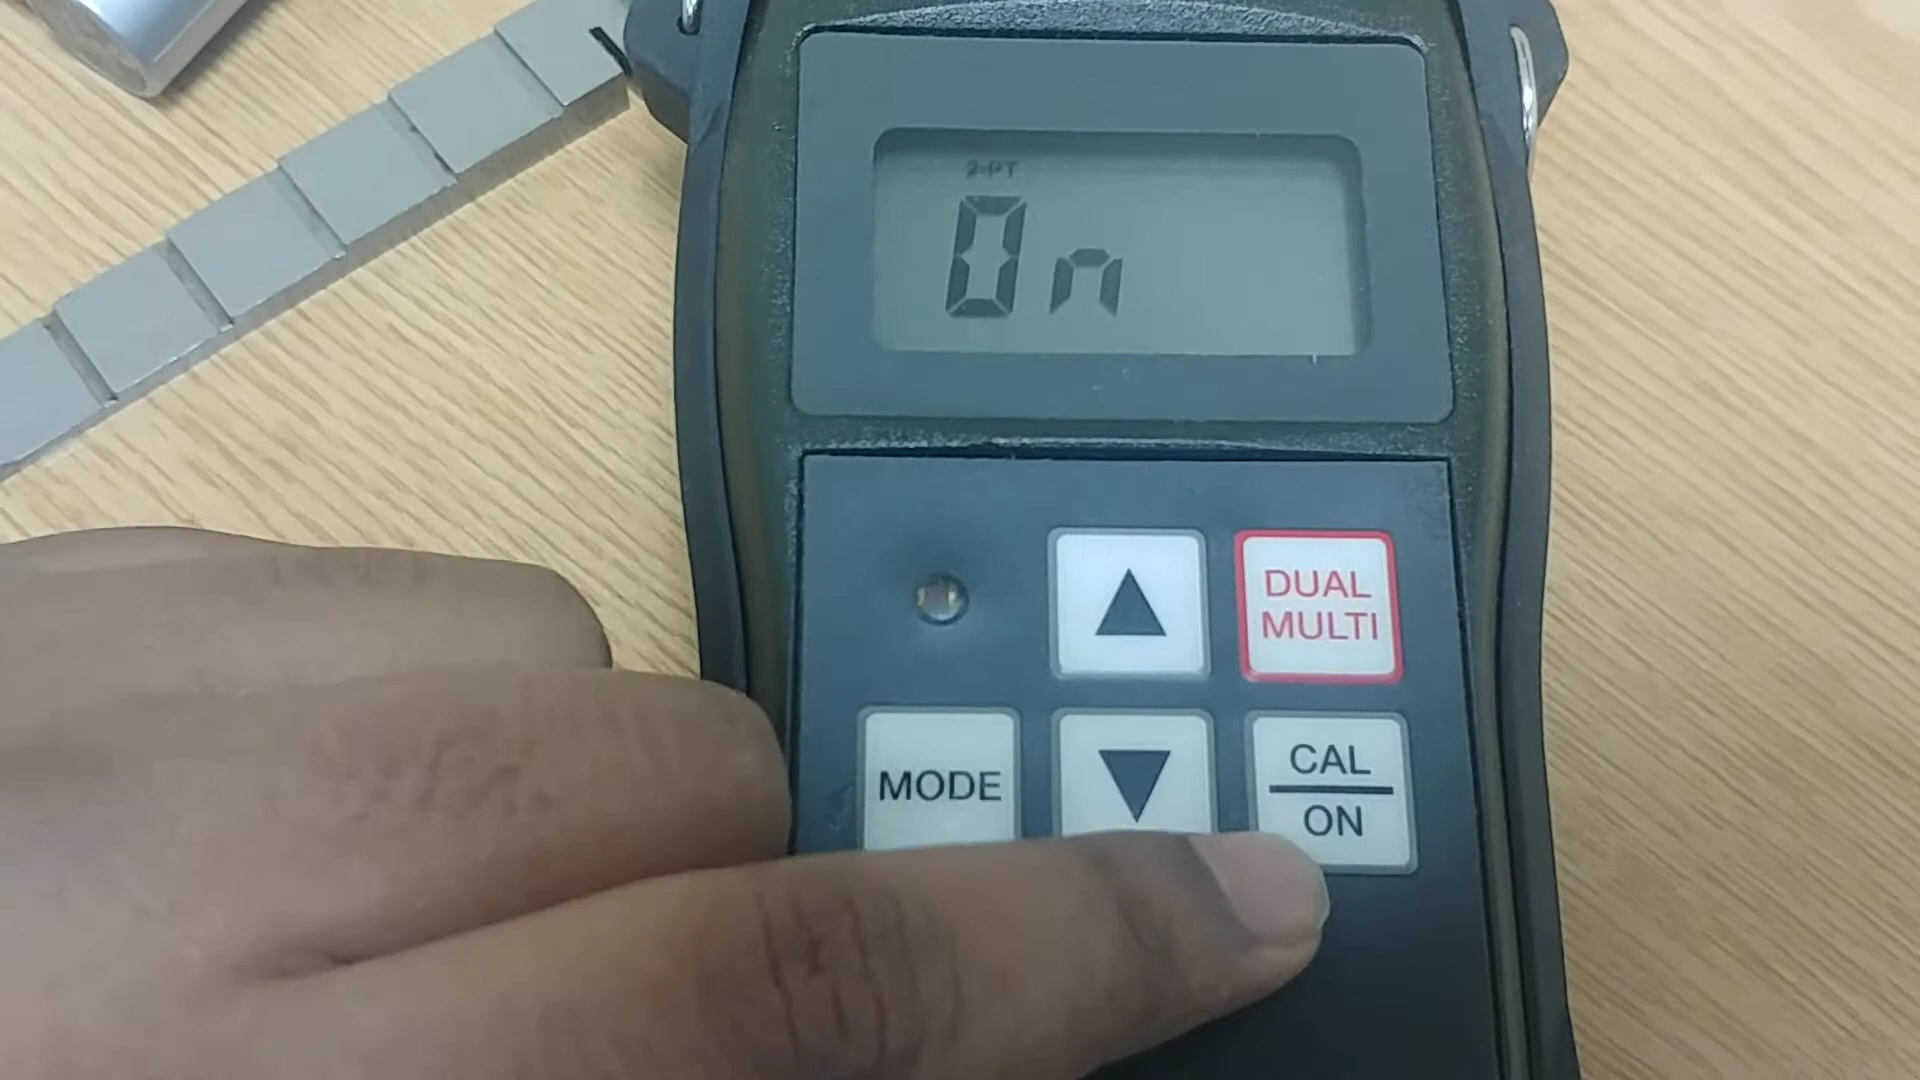 2-PT
On
DUAL
MULTI
MODE
CAL
ON